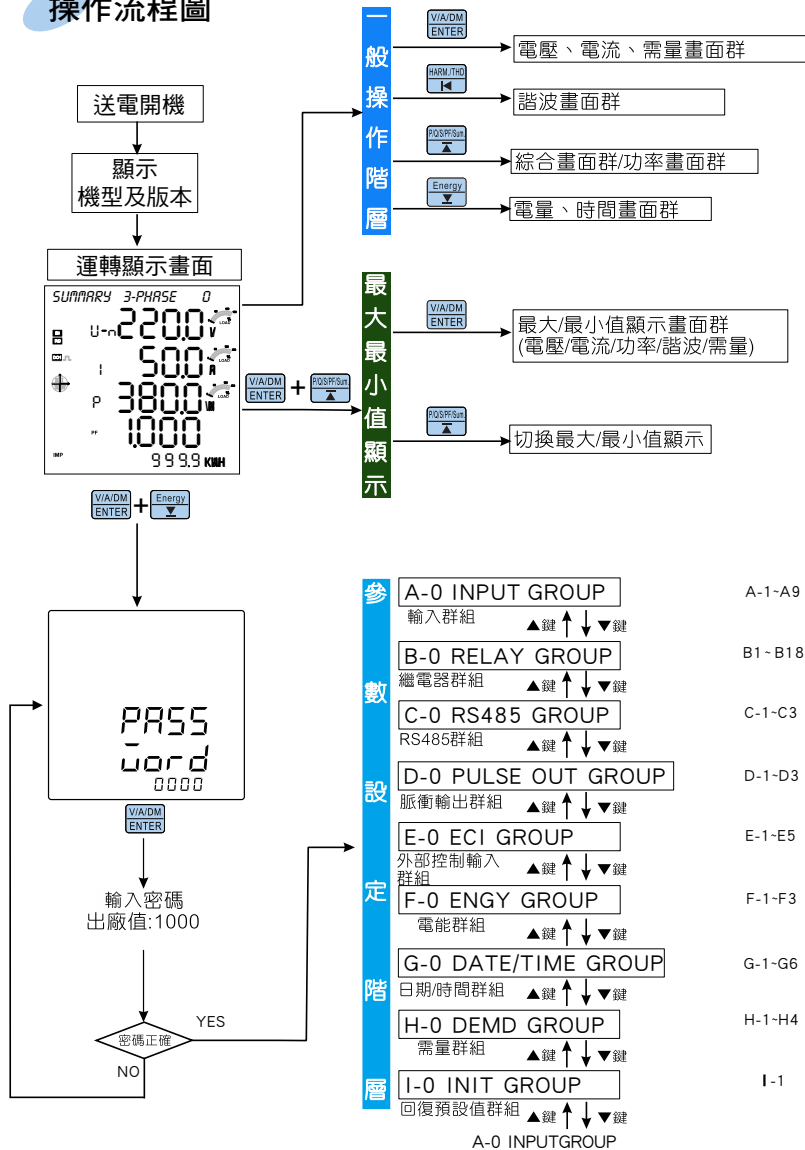 操作流程圖
送電開機
顯示
機型及版本
運轉顯示畫面
SUMMARY 3-PHASE 0
U-n 220.0 V
LOAD
I 50.0 A
LOAD
P 380.0 W
LOAD
PF 1.000
IMP 999.9 KWH
V/A/DM
ENTER
+
P/Q/S/PF/Sum.
V/A/DM
ENTER
+
Energy
一般操作階層
V/A/DM
ENTER
電壓、電流、需量畫面群
HARM./THD
諧波畫面群
P/Q/S/PF/Sum.
綜合畫面群/功率畫面群
Energy
電量、時間畫面群
最大最小值顯示
V/A/DM
ENTER
最大/最小值顯示畫面群
(電壓/電流/功率/諧波/需量)
P/Q/S/PF/Sum.
切換最大/最小值顯示
PASS
word
0000
V/A/DM
ENTER
輸入密碼
出廠值:1000
密碼正確
YES
NO
參數設定階層
A-0 INPUT GROUP
A-1~A9
輸入群組
▲鍵 ▼鍵
B-0 RELAY GROUP
B1~B18
繼電器群組
▲鍵 ▼鍵
C-0 RS485 GROUP
C-1~C3
RS485群組
▲鍵 ▼鍵
D-0 PULSE OUT GROUP
D-1~D3
脈衝輸出群組
▲鍵 ▼鍵
E-0 ECI GROUP
E-1~E5
外部控制輸入
群組
▲鍵 ▼鍵
F-0 ENGY GROUP
F-1~F3
電能群組
▲鍵 ▼鍵
G-0 DATE/TIME GROUP
G-1~G6
日期/時間群組
▲鍵 ▼鍵
H-0 DEMD GROUP
H-1~H4
需量群組
▲鍵 ▼鍵
I-0 INIT GROUP
I-1
回復預設值群組
▲鍵 ▼鍵
A-0 INPUTGROUP